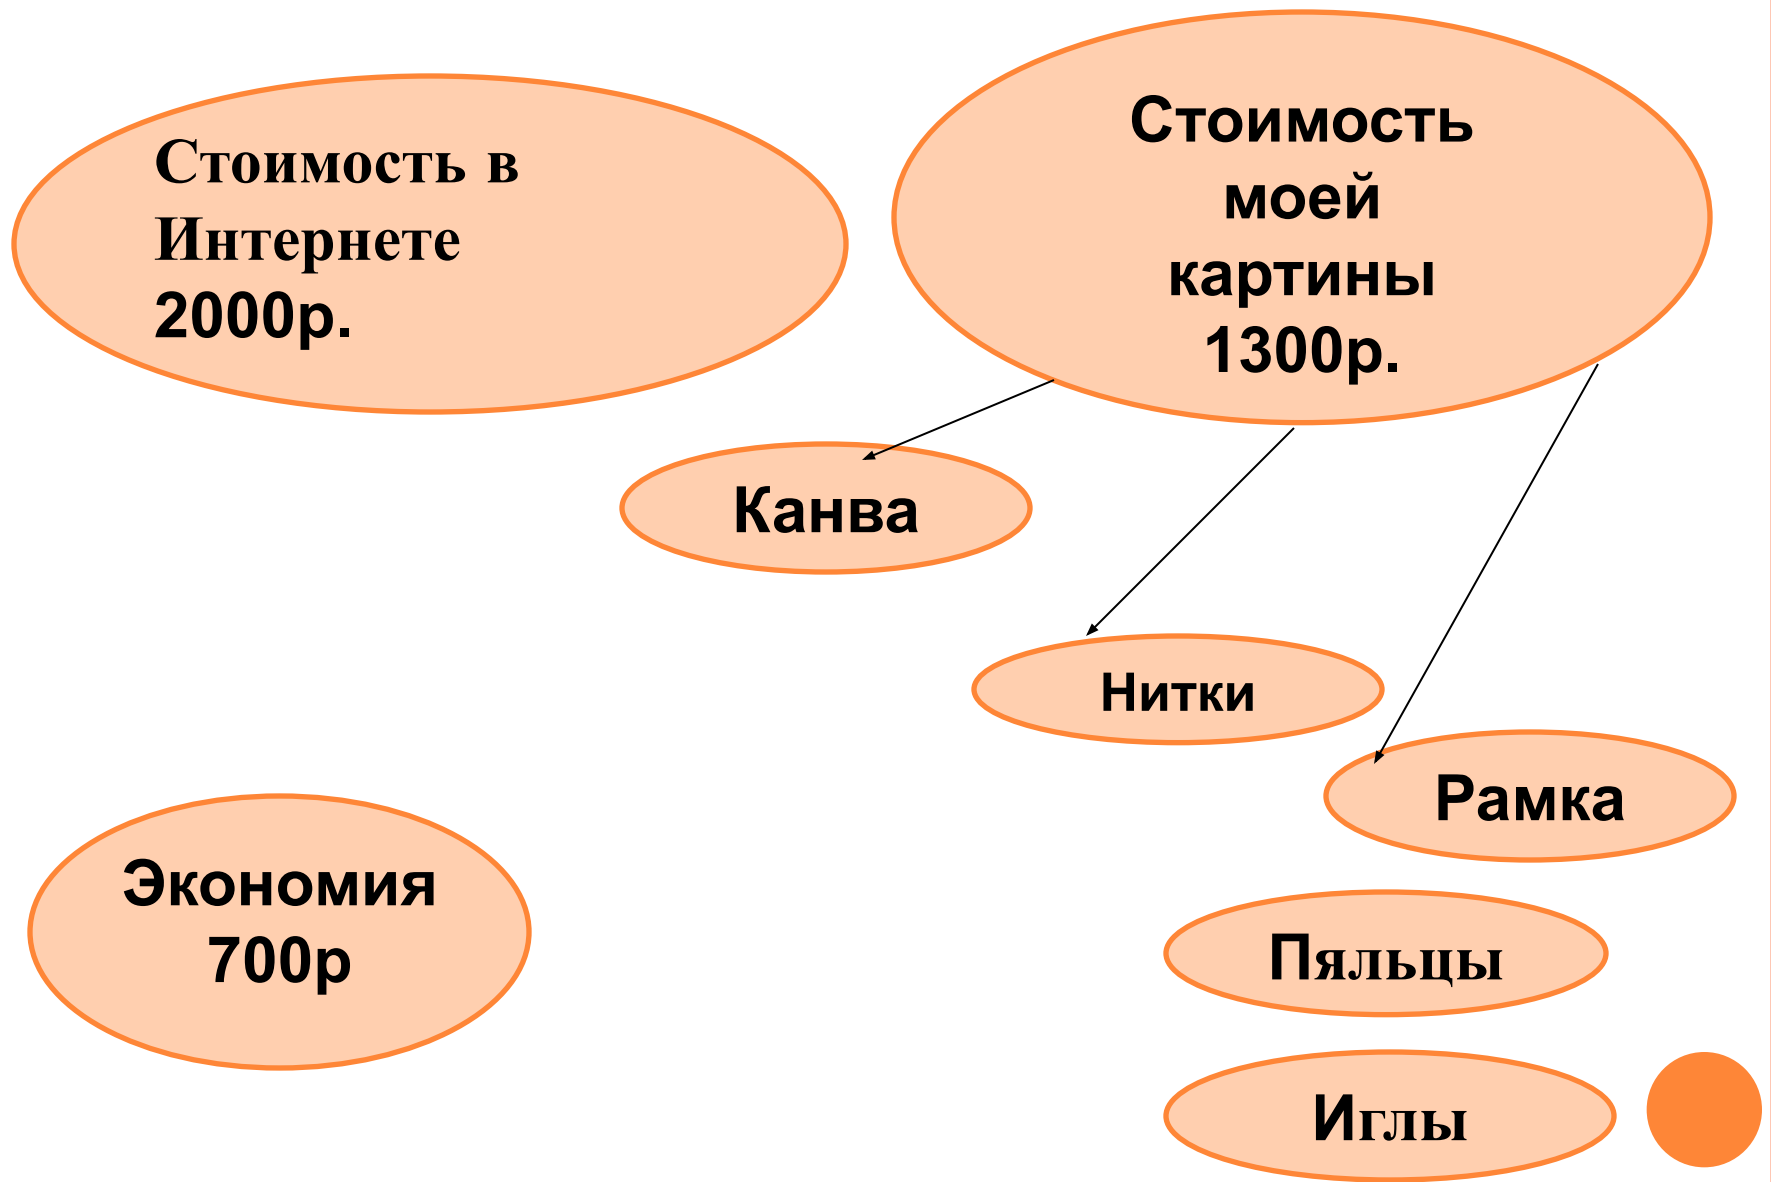 Стоимость в
Интернете
2000р.
Стоимость
моей
картины
1300р.
Канва
Нитки
Рамка
Экономия
700р
Пяльцы
Иглы